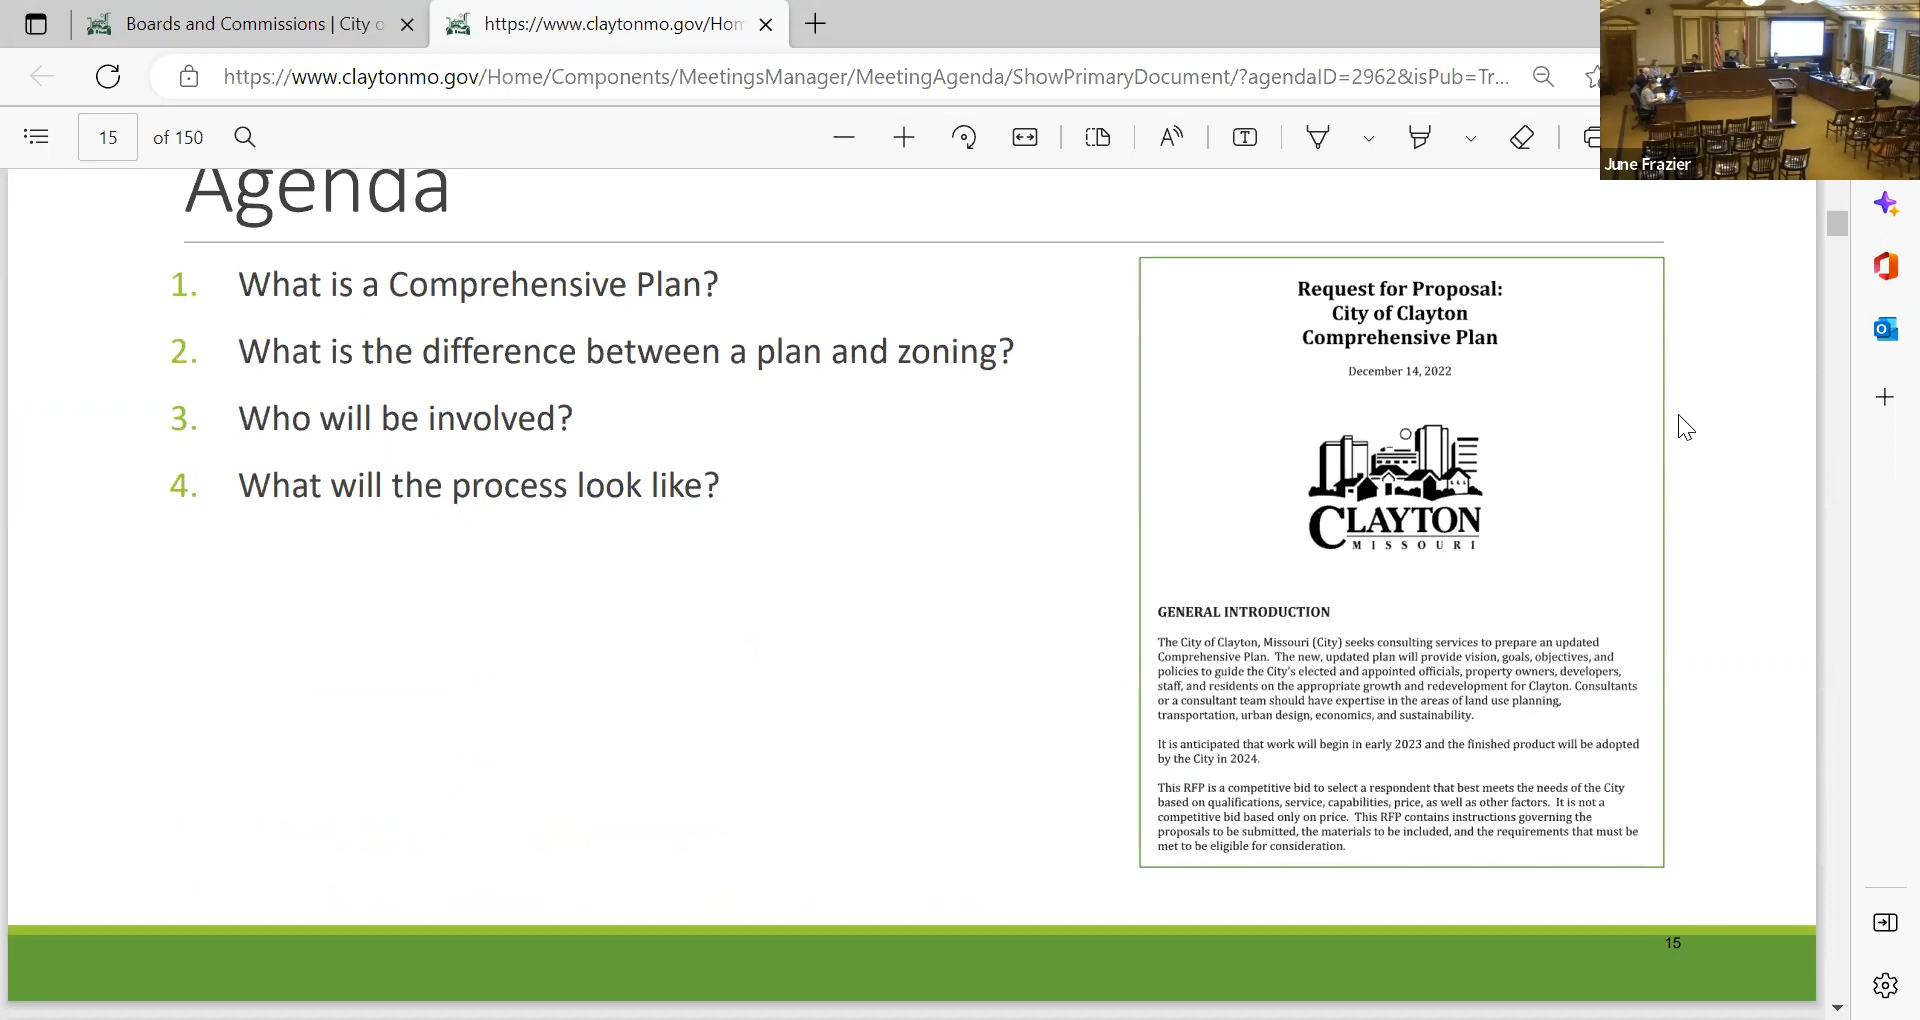 Boards and Commissions | City o
https://www.claytonmo.gov/Hom
https://www.claytonmo.gov/Home/Components/MeetingsManager/MeetingAgenda/ShowPrimaryDocument/?agendaID=2962&isPub=Tr...
15 of 150
June Frazier
Agenda
1. What is a Comprehensive Plan?
2. What is the difference between a plan and zoning?
3. Who will be involved?
4. What will the process look like?
Request for Proposal:
City of Clayton
Comprehensive Plan
December 14, 2022
CLAYTON
MISSOURI
GENERAL INTRODUCTION
The City of Clayton, Missouri (City) seeks consulting services to prepare an updated
Comprehensive Plan. The new, updated plan will provide vision, goals, objectives, and
policies to guide the City's elected and appointed officials, property owners, developers,
staff, and residents on the appropriate growth and redevelopment for Clayton. Consultants
or a consultant team should have expertise in the areas of land use planning,
transportation, urban design, economics, and sustainability.
It is anticipated that work will begin in early 2023 and the finished product will be adopted
by the City in 2024.
This RFP is a competitive bid to select a respondent that best meets the needs of the City
based on qualifications, service, capabilities, price, as well as other factors. It is not a
competitive bid based only on price. This RFP contains instructions governing the
proposals to be submitted, the materials to be included, and the requirements that must be
met to be eligible for consideration.
15